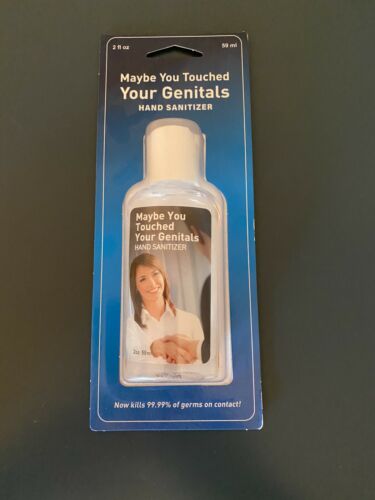 2 fl oz
59 ml
Maybe You Touched
Your Genitals
HAND SANITIZER
Maybe You
Touched
Your Genitals
HAND SANITIZER
Now kills 99.99% of germs on contact!